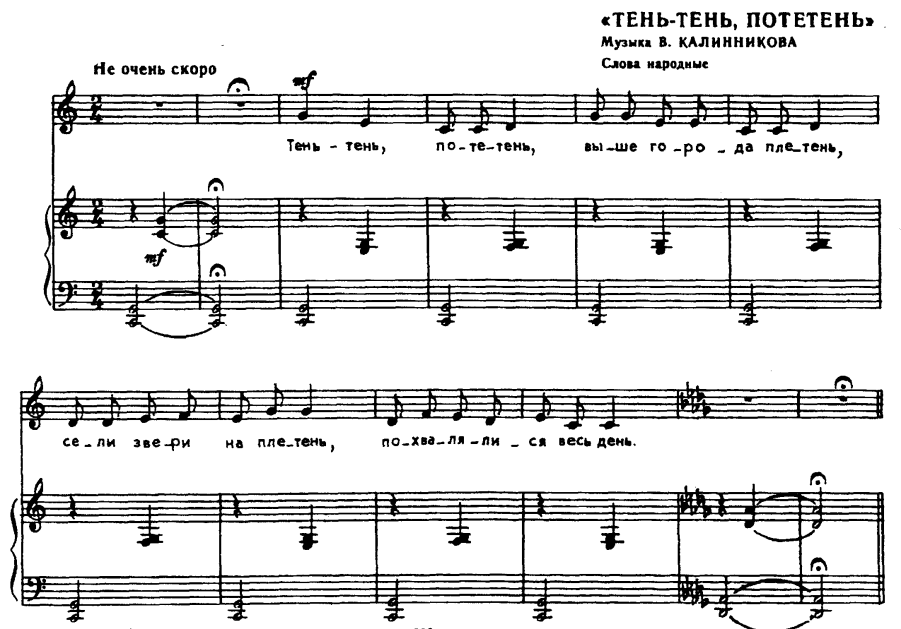 «ТЕНЬ-ТЕНЬ, ПОТЕТЕНЬ»
Музыка В. КАЛИННИКОВА
Слова народные
Не очень скоро
mf
Тень - тень, по-те-тень, вы-ше го-ро-да пле-тень,
mf
се-ли зве-ри на пле-тень, по-хва-ля-ли-ся весь день.